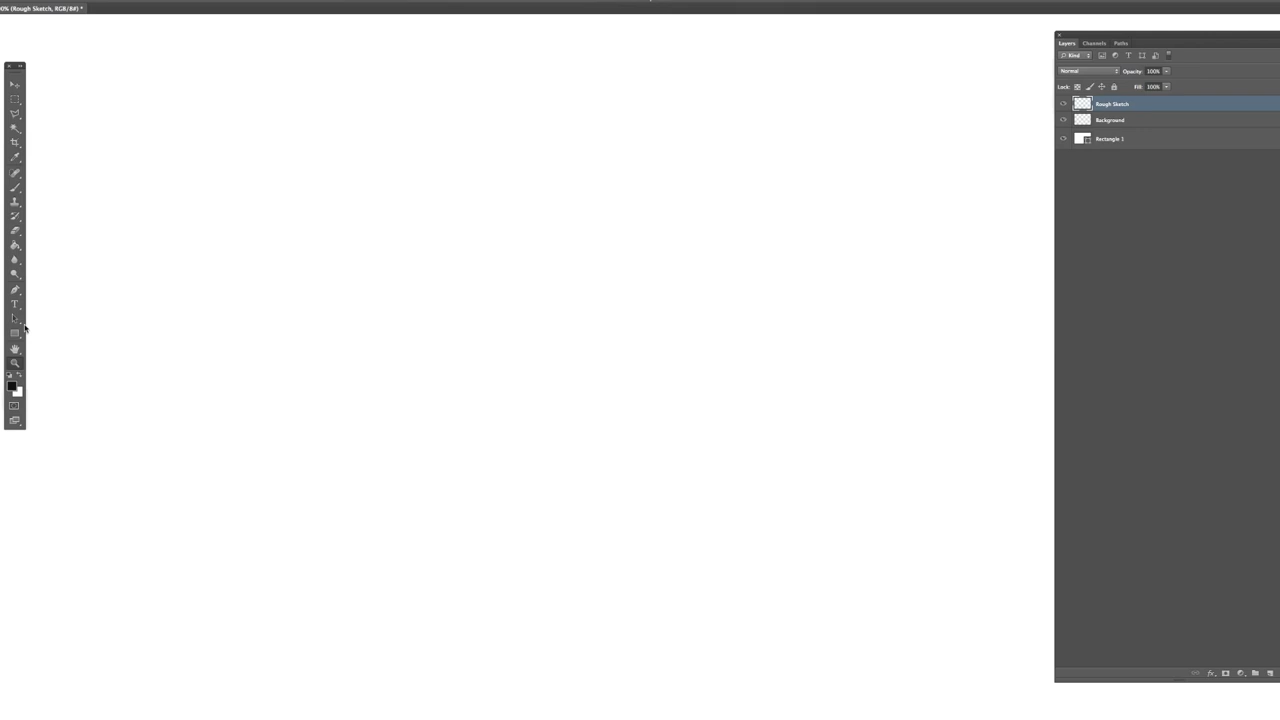 0% (Rough Sketch, RGB/8#) *
Layers Channels Paths
Kind
Normal Opacity: 100%
Lock: Fill: 100%
Rough Sketch
Background
Rectangle 1